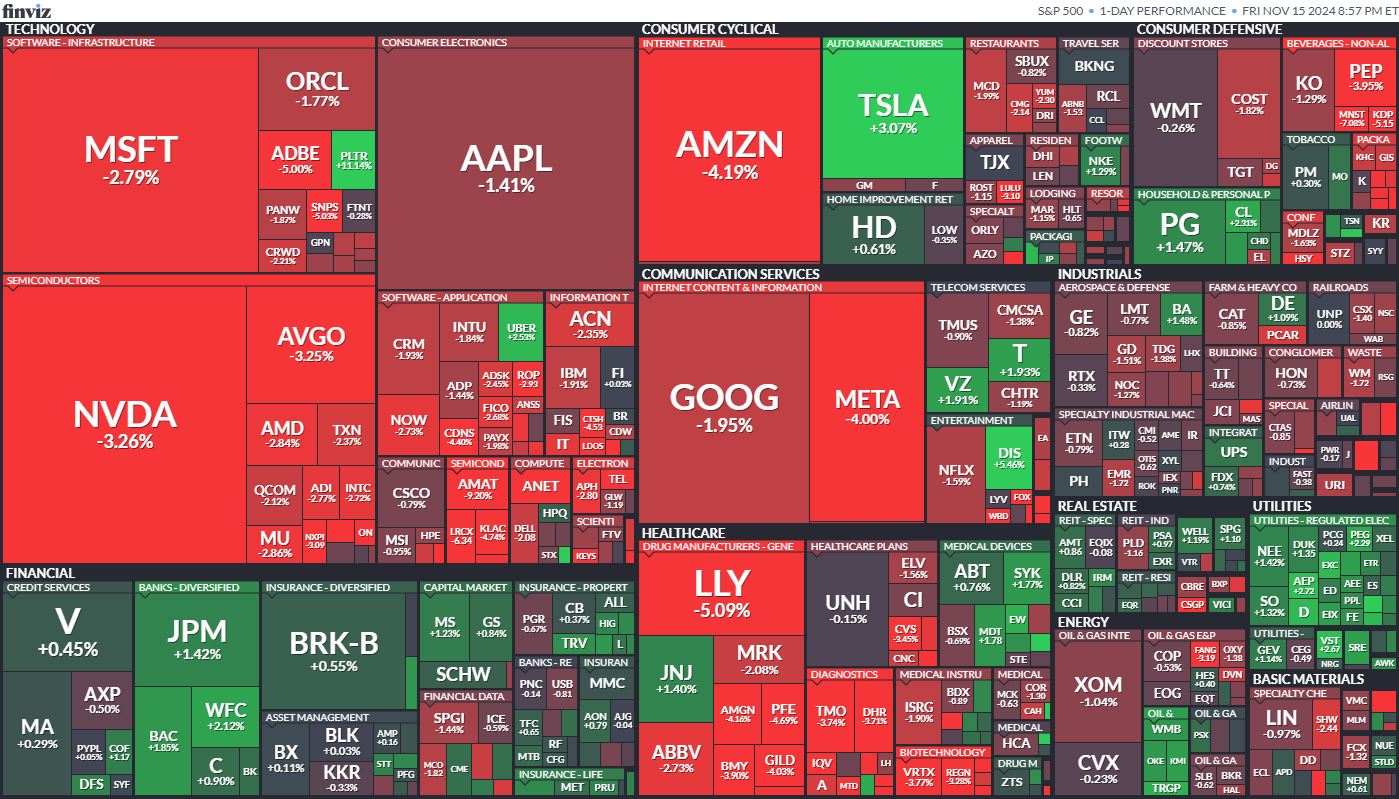 finviz
S&P 500 • 1-DAY PERFORMANCE • FRI NOV 15 2024 8:57 PM ET
TECHNOLOGY
SOFTWARE - INFRASTRUCTURE
MSFT
-2.79%
ORCL
-1.77%
ADBE
-5.00%
PLTR
+11.14%
PANW
-1.87%
SNPS
-5.03%
FTNT
-0.28%
CRWD
-2.21%
GPN
CONSUMER ELECTRONICS
AAPL
-1.41%
SEMICONDUCTORS
NVDA
-3.26%
AVGO
-3.25%
AMD
-2.84%
TXN
-2.37%
QCOM
-2.12%
ADI
-2.77%
INTC
-2.72%
MU
-2.86%
NXPI
-3.09
ON
SOFTWARE - APPLICATION
CRM
-1.93%
INTU
-1.84%
UBER
+2.53%
NOW
-2.73%
ADP
-1.44%
ADSK
-2.45%
ROP
-2.93
CDNS
-4.40%
FICO
-2.68%
ANSS
PAYX
-1.98%
INFORMATION T
ACN
-2.35%
IBM
-1.91%
FI
+0.03%
FIS
CTSH
-4.53
BR
CDW
IT
LDOS
COMMUNIC
CSCO
-0.79%
MSI
-0.95%
HPE
SEMICOND
AMAT
-9.20%
LRCX
-6.34
KLAC
-4.74%
COMPUTE
ANET
DELL
-2.08
HPQ
STX
ELECTRON
APH
-2.80
TEL
GLW
-1.19
SCIENTI
FTV
KEYS
CONSUMER CYCLICAL
INTERNET RETAIL
AMZN
-4.19%
AUTO MANUFACTURERS
TSLA
+3.07%
GM
F
HOME IMPROVEMENT RET
HD
+0.61%
LOW
-0.35%
RESTAURANTS
MCD
-1.99%
SBUX
-0.82%
CMG
-2.14
YUM
-2.30
DRI
TRAVEL SER
BKNG
ABNB
-1.53
RCL
CCL
APPAREL
TJX
ROST
-1.15
LULU
-3.10
RESIDEN
DHI
LEN
FOOTW
NKE
+1.29%
SPECIALT
ORLY
AZO
LODGING
MAR
-1.15%
HLT
-0.65
RESOR
PACKAGI
IP
CONSUMER DEFENSIVE
DISCOUNT STORES
WMT
-0.26%
COST
-1.82%
TGT
DG
BEVERAGES - NON-AL
KO
-1.29%
PEP
-3.95%
MNST
-7.08%
KDP
-5.15
TOBACCO
PM
+0.30%
MO
PACKA
KHC
GIS
K
HOUSEHOLD & PERSONAL P
PG
+1.47%
CL
+2.31%
CHD
EL
CONF
MDLZ
-1.63%
HSY
TSN
STZ
KR
SYY
COMMUNICATION SERVICES
INTERNET CONTENT & INFORMATION
GOOG
-1.95%
META
-4.00%
TELECOM SERVICES
TMUS
-0.90%
CMCSA
-1.38%
T
+1.93%
VZ
+1.91%
CHTR
-1.19%
ENTERTAINMENT
NFLX
-1.59%
DIS
+5.46%
LYV
FOX
WBD
EA
INDUSTRIALS
AEROSPACE & DEFENSE
GE
-0.82%
LMT
-0.77%
BA
+1.48%
RTX
-0.33%
GD
-1.51%
TDG
-1.38%
LHX
NOC
-1.27%
FARM & HEAVY CO
CAT
-0.85%
DE
+1.09%
PCAR
RAILROADS
UNP
0.00%
CSX
-1.40
NSC
WAB
BUILDING
TT
-0.64%
JCI
MAS
CONGLOMER
HON
-0.73%
WASTE
WM
-1.72
RSG
SPECIALTY INDUSTRIAL MAC
ETN
-0.79%
ITW
+0.28
CMI
-0.52
AME
IR
PH
EMR
-1.72
OTIS
-0.62
XYL
ROK
IEX
PNR
INTEGRAT
UPS
FDX
+0.74%
SPECIAL
CTAS
-0.85
INDUST
FAST
-0.38
AIRLIN
UAL
PWR
-0.17
J
URI
HEALTHCARE
DRUG MANUFACTURERS - GENE
LLY
-5.09%
JNJ
+1.40%
MRK
-2.08%
ABBV
-2.73%
AMGN
-4.16%
PFE
-4.69%
BMY
-3.90%
GILD
-4.03%
HEALTHCARE PLANS
UNH
-0.15%
ELV
-1.56%
CI
CVS
-3.45%
CNC
MEDICAL DEVICES
ABT
+0.76%
SYK
+1.77%
BSX
-0.69%
MDT
+1.78
EW
STE
DIAGNOSTICS
TMO
-3.74%
DHR
-3.71%
IQV
A
MTD
LH
MEDICAL INSTRU
ISRG
-1.90%
BDX
-0.89
BIOTECHNOLOGY
VRTX
-3.77%
REGN
-3.28%
MEDICAL
MCK
-0.63
COR
-1.30
CAH
MEDICAL
HCA
DRUG M
ZTS
FINANCIAL
CREDIT SERVICES
V
+0.45%
MA
+0.29%
AXP
-0.50%
PYPL
+0.05%
COF
+1.17
DFS
SYF
BANKS - DIVERSIFIED
JPM
+1.42%
BAC
+1.85%
WFC
+2.12%
C
+0.90%
BK
INSURANCE - DIVERSIFIED
BRK-B
+0.55%
ASSET MANAGEMENT
BX
+0.11%
BLK
+0.03%
KKR
-0.33%
AMP
+0.16
STT
PFG
CAPITAL MARKET
MS
+1.23%
GS
+0.84%
SCHW
FINANCIAL DATA
SPGI
-1.44%
ICE
-0.59%
MCO
-1.82
CME
INSURANCE - PROPERT
PGR
-0.67%
CB
+0.37%
ALL
HIG
TRV
L
BANKS - RE
PNC
-0.14
USB
-0.81
TFC
+0.65
RF
MTB
CFG
INSURAN
MMC
AON
+0.79
AJG
-0.04
INSURANCE - LIFE
MET
PRU
REAL ESTATE
REIT - SPEC
AMT
+0.86
EQIX
-0.08
DLR
+0.82%
IRM
CCI
REIT - IND
PLD
-1.16
PSA
+0.97
EXR
REIT - RESI
EQR
WELL
+1.19%
VTR
SPG
+1.10
CBRE
CSGP
BXP
VICI
UTILITIES
UTILITIES - REGULATED ELEC
NEE
+1.42%
DUK
+1.35
PCG
+0.24
PEG
+2.29
XEL
EXC
ETR
SO
+1.32%
AEP
+2.72
ED
AEE
ES
PPL
D
EIX
FE
UTILITIES -
GEV
+1.14%
CEG
-0.49
VST
+2.67
NRG
SRE
AWK
ENERGY
OIL & GAS INTE
XOM
-1.04%
CVX
-0.23%
OIL & GAS E&P
COP
-0.53%
FANG
-3.19
OXY
-1.38
EOG
HES
+0.40
DVN
EQT
OIL &
WMB
OKE
KMI
TRGP
OIL & GA
PSX
OIL & GA
SLB
-0.62
BKR
HAL
BASIC MATERIALS
SPECIALTY CHE
LIN
-0.97%
SHW
-2.44
ECL
APD
DD
VMC
MLM
FCX
-1.32
NUE
STLD
NEM
+0.61